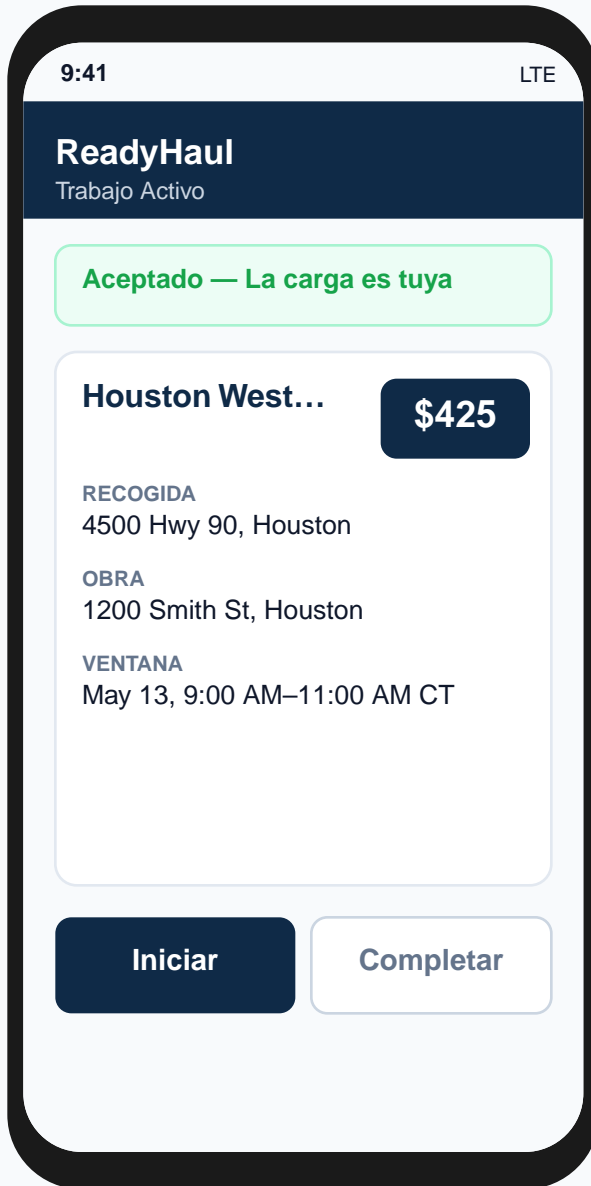 9:41
LTE
ReadyHaul
Trabajo Activo
Aceptado — La carga es tuya
Houston West…
$425
RECOGIDA
4500 Hwy 90, Houston
OBRA
1200 Smith St, Houston
VENTANA
May 13, 9:00 AM–11:00 AM CT
Iniciar
Completar